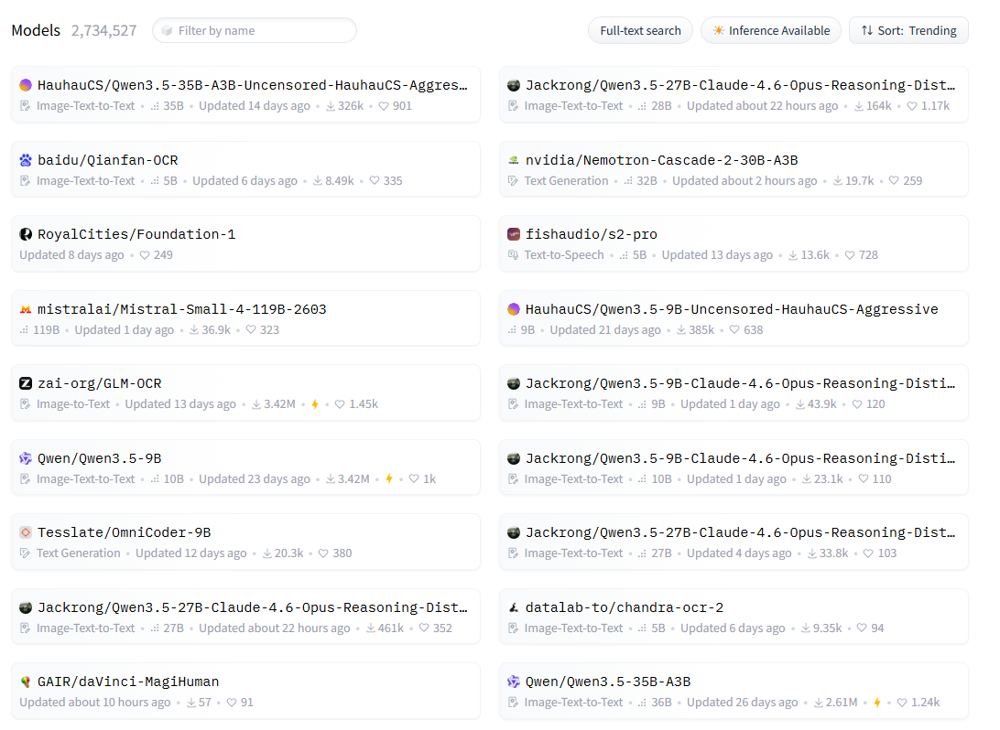 Models 2,734,527 Filter by name Full-text search Inference Available Sort: Trending
HauhauCS/Qwen3.5-35B-A3B-Uncensored-HauhauCS-Aggres…
Image-Text-to-Text • 35B • Updated 14 days ago • 326k • 901
Jackrong/Qwen3.5-27B-Claude-4.6-Opus-Reasoning-Dist…
Image-Text-to-Text • 28B • Updated about 22 hours ago • 164k • 1.17k
baidu/Qianfan-OCR
Image-Text-to-Text • 5B • Updated 6 days ago • 8.49k • 335
nvidia/Nemotron-Cascade-2-30B-A3B
Text Generation • 32B • Updated about 2 hours ago • 19.7k • 259
RoyalCities/Foundation-1
Updated 8 days ago • 249
fishaudio/s2-pro
Text-to-Speech • 5B • Updated 13 days ago • 13.6k • 728
mistralai/Mistral-Small-4-119B-2603
119B • Updated 1 day ago • 36.9k • 323
HauhauCS/Qwen3.5-9B-Uncensored-HauhauCS-Aggressive
9B • Updated 21 days ago • 385k • 638
zai-org/GLM-OCR
Image-to-Text • Updated 13 days ago • 3.42M • 1.45k
Jackrong/Qwen3.5-9B-Claude-4.6-Opus-Reasoning-Disti…
Image-Text-to-Text • 9B • Updated 1 day ago • 43.9k • 120
Qwen/Qwen3.5-9B
Image-Text-to-Text • 10B • Updated 23 days ago • 3.42M • 1k
Jackrong/Qwen3.5-9B-Claude-4.6-Opus-Reasoning-Disti…
Image-Text-to-Text • 10B • Updated 1 day ago • 23.1k • 110
Tesslate/OmniCoder-9B
Text Generation • Updated 12 days ago • 20.3k • 380
Jackrong/Qwen3.5-27B-Claude-4.6-Opus-Reasoning-Dist…
Image-Text-to-Text • 27B • Updated 4 days ago • 33.8k • 103
Jackrong/Qwen3.5-27B-Claude-4.6-Opus-Reasoning-Dist…
Image-Text-to-Text • 27B • Updated about 22 hours ago • 461k • 352
datalab-to/chandra-ocr-2
Image-Text-to-Text • 5B • Updated 6 days ago • 9.35k • 94
GAIR/daVinci-MagiHuman
Updated about 10 hours ago • 57 • 91
Qwen/Qwen3.5-35B-A3B
Image-Text-to-Text • 36B • Updated 26 days ago • 2.61M • 1.24k